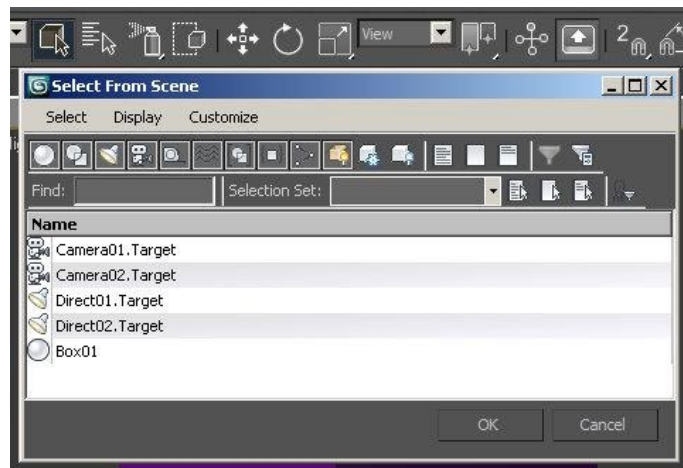 View
2
Select From Scene
Select Display Customize
Find: Selection Set:
Name
Camera01.Target
Camera02.Target
Direct01.Target
Direct02.Target
Box01
OK Cancel